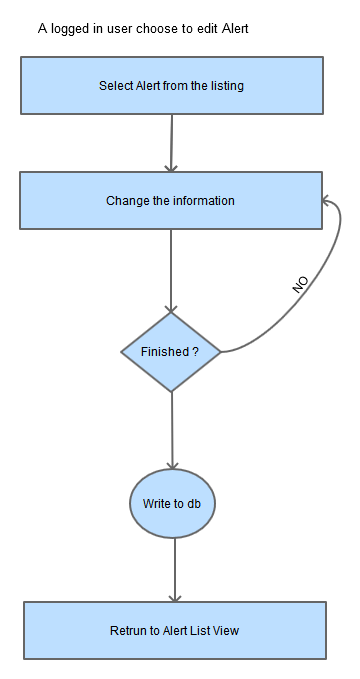 A logged in user choose to edit Alert
Select Alert from the listing
Change the information
NO
Finished ?
Write to db
Retrun to Alert List View